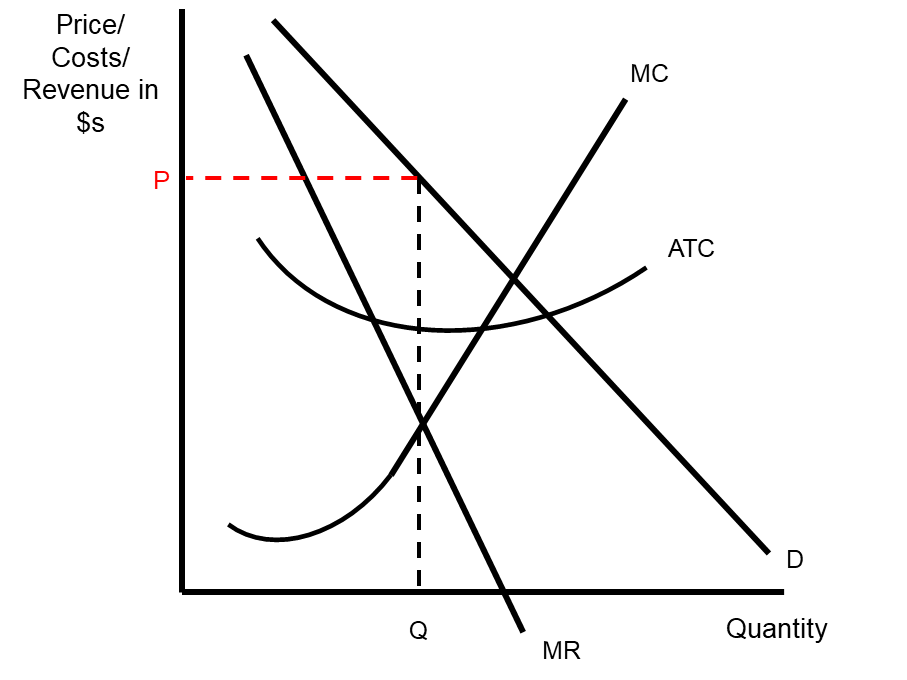 Price/
Costs/
Revenue in
$s
MC
P
ATC
D
Q
Quantity
MR